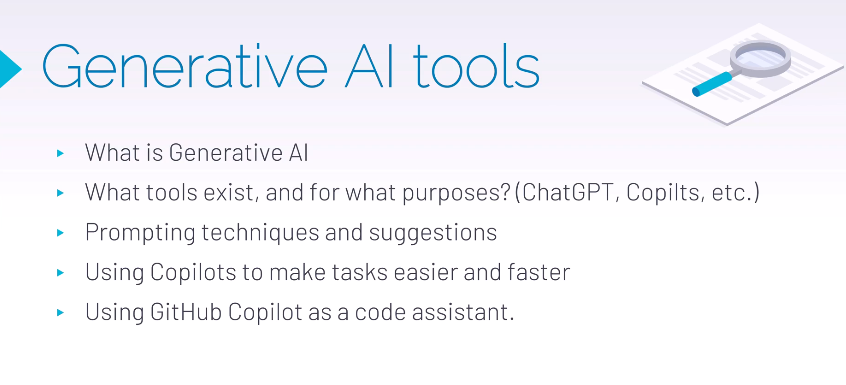 Generative AI tools
What is Generative AI
What tools exist, and for what purposes? (ChatGPT, Copilts, etc.)
Prompting techniques and suggestions
Using Copilots to make tasks easier and faster
Using GitHub Copilot as a code assistant.